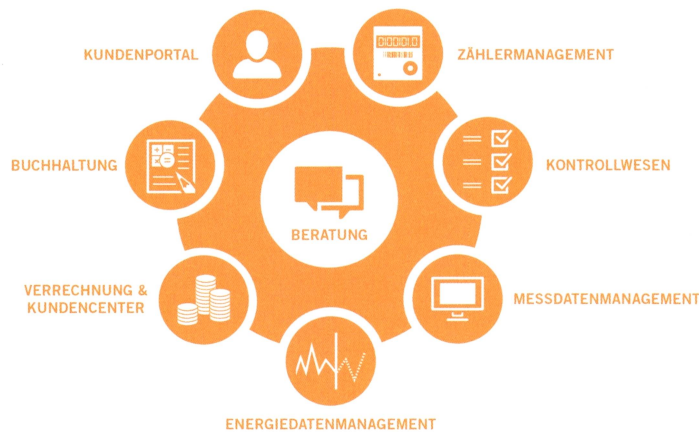 KUNDENPORTAL
ZÄHLERMANAGEMENT
BUCHHALTUNG
KONTROLLWESEN
BERATUNG
VERRECHNUNG &
KUNDENCENTER
MESSDATENMANAGEMENT
ENERGIEDATENMANAGEMENT